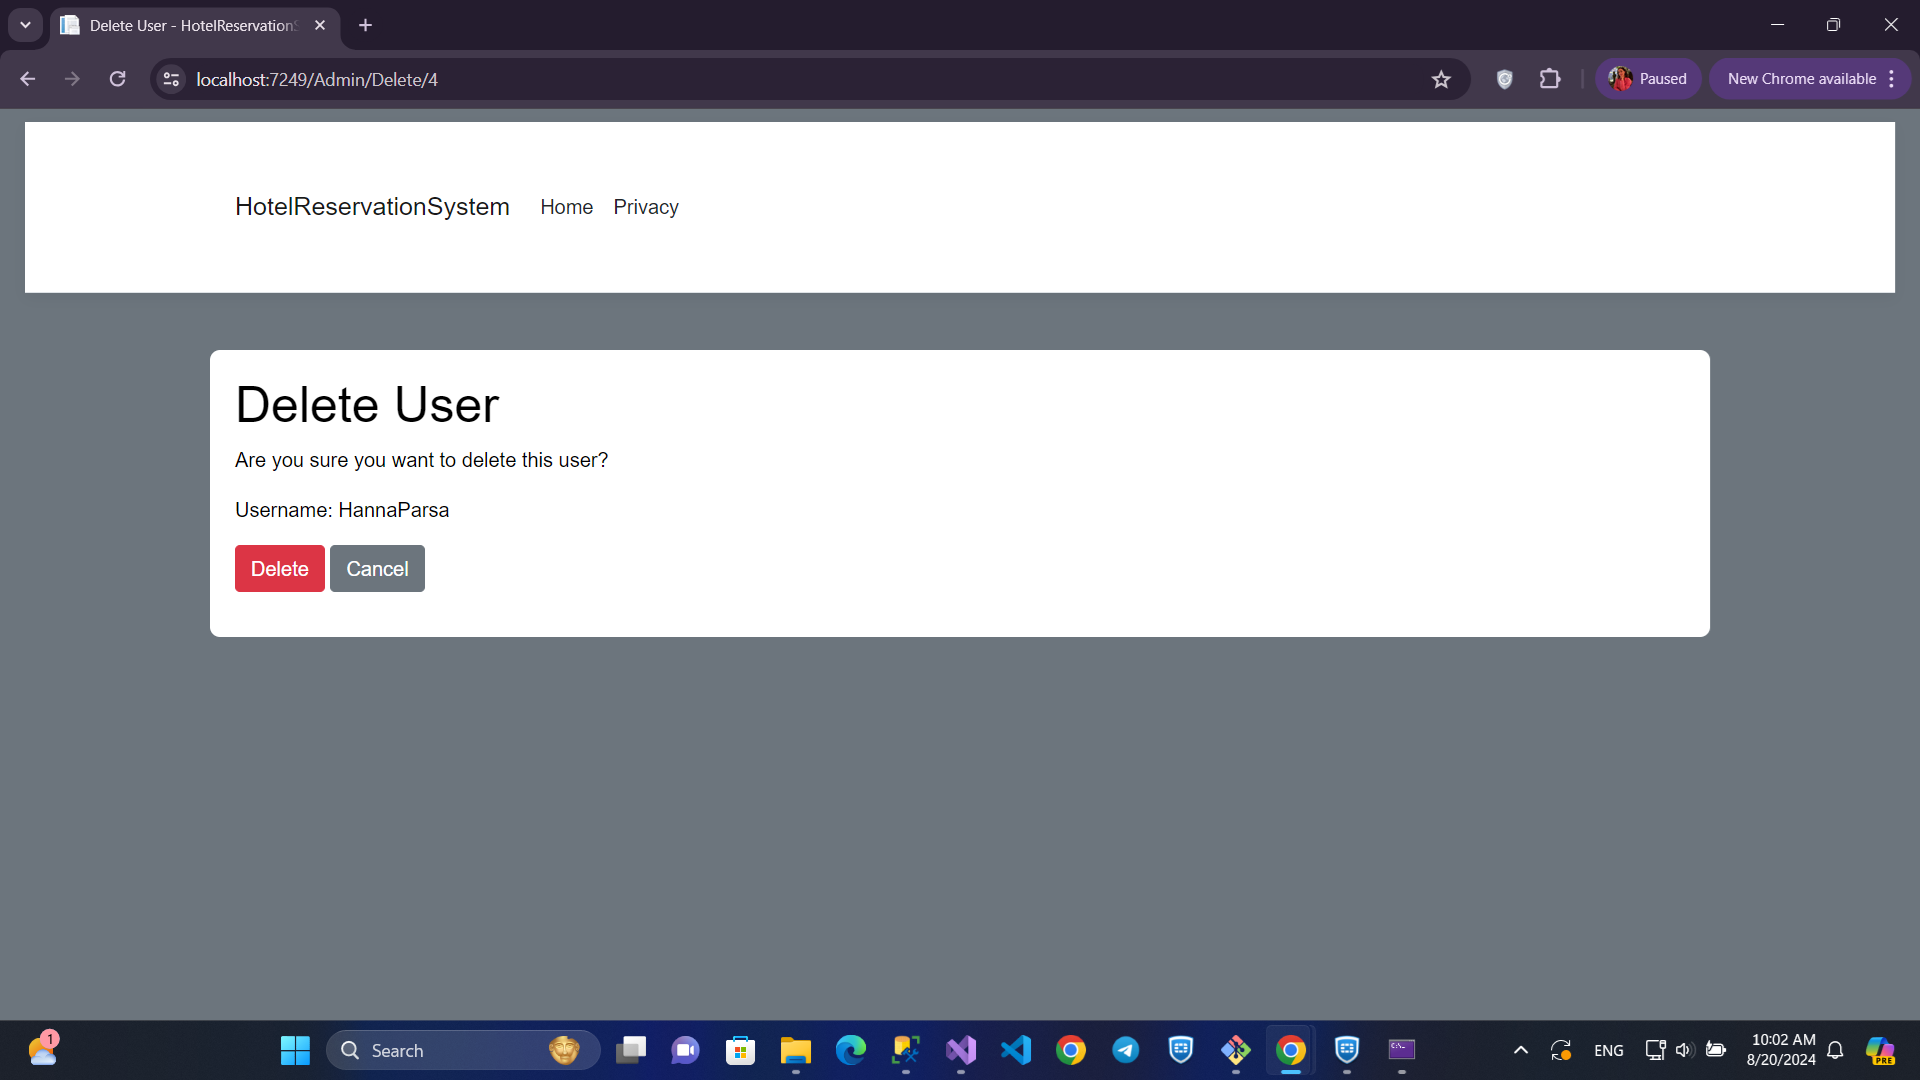 Delete User - HotelReservationS
localhost:7249/Admin/Delete/4
Paused
New Chrome available
HotelReservationSystem
Home
Privacy
Delete User
Are you sure you want to delete this user?
Username: HannaParsa
Delete
Cancel
1
Search
ENG
10:02 AM
8/20/2024
PRE